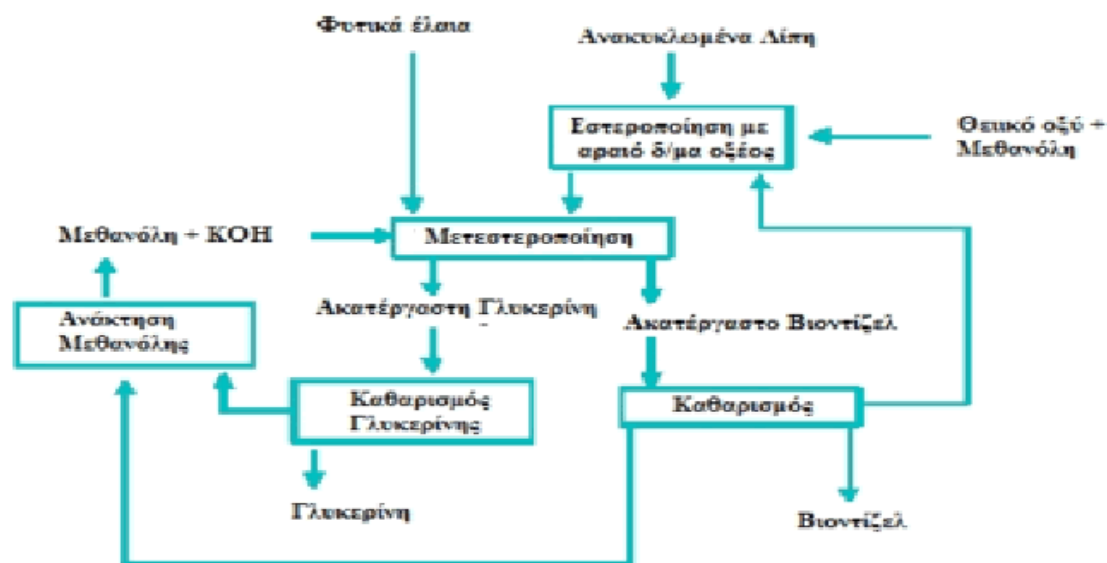 Φυτικά έλαια
Ανακυκλωμένα Λίπη
Εστεροποίηση με
αραιό δ/μα οξέος
Θειικό οξύ +
Μεθανόλη
Μεθανόλη + KOH
Μετεστεροποίηση
Ανάκτηση
Μεθανόλης
Ακατέργαστη Γλυκερίνη
Ακατέργαστο Βιοντίζελ
Καθαρισμός
Γλυκερίνης
Καθαρισμός
Γλυκερίνη
Βιοντίζελ